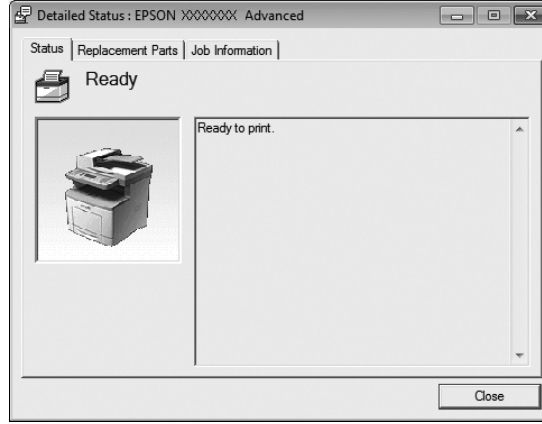 Detailed Status : EPSON XXXXXXX Advanced
Status Replacement Parts Job Information
Ready
Ready to print.
Close